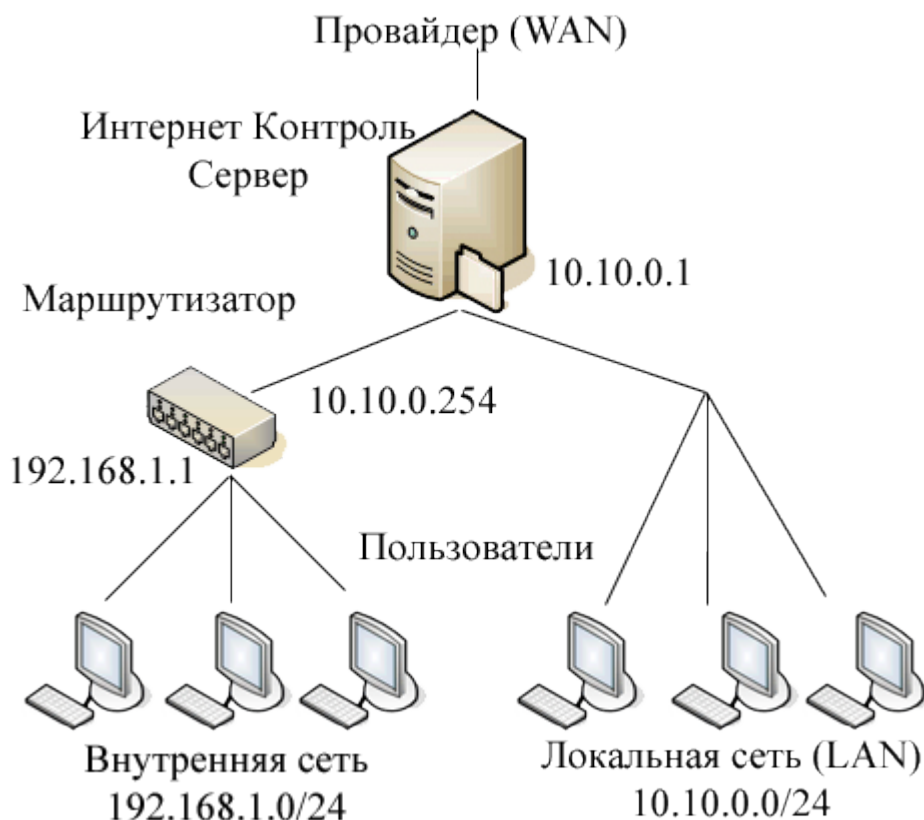 Провайдер (WAN)
Интернет Контроль
Сервер
10.10.0.1
Маршрутизатор
10.10.0.254
192.168.1.1
Пользователи
Внутренняя сеть
192.168.1.0/24
Локальная сеть (LAN)
10.10.0.0/24